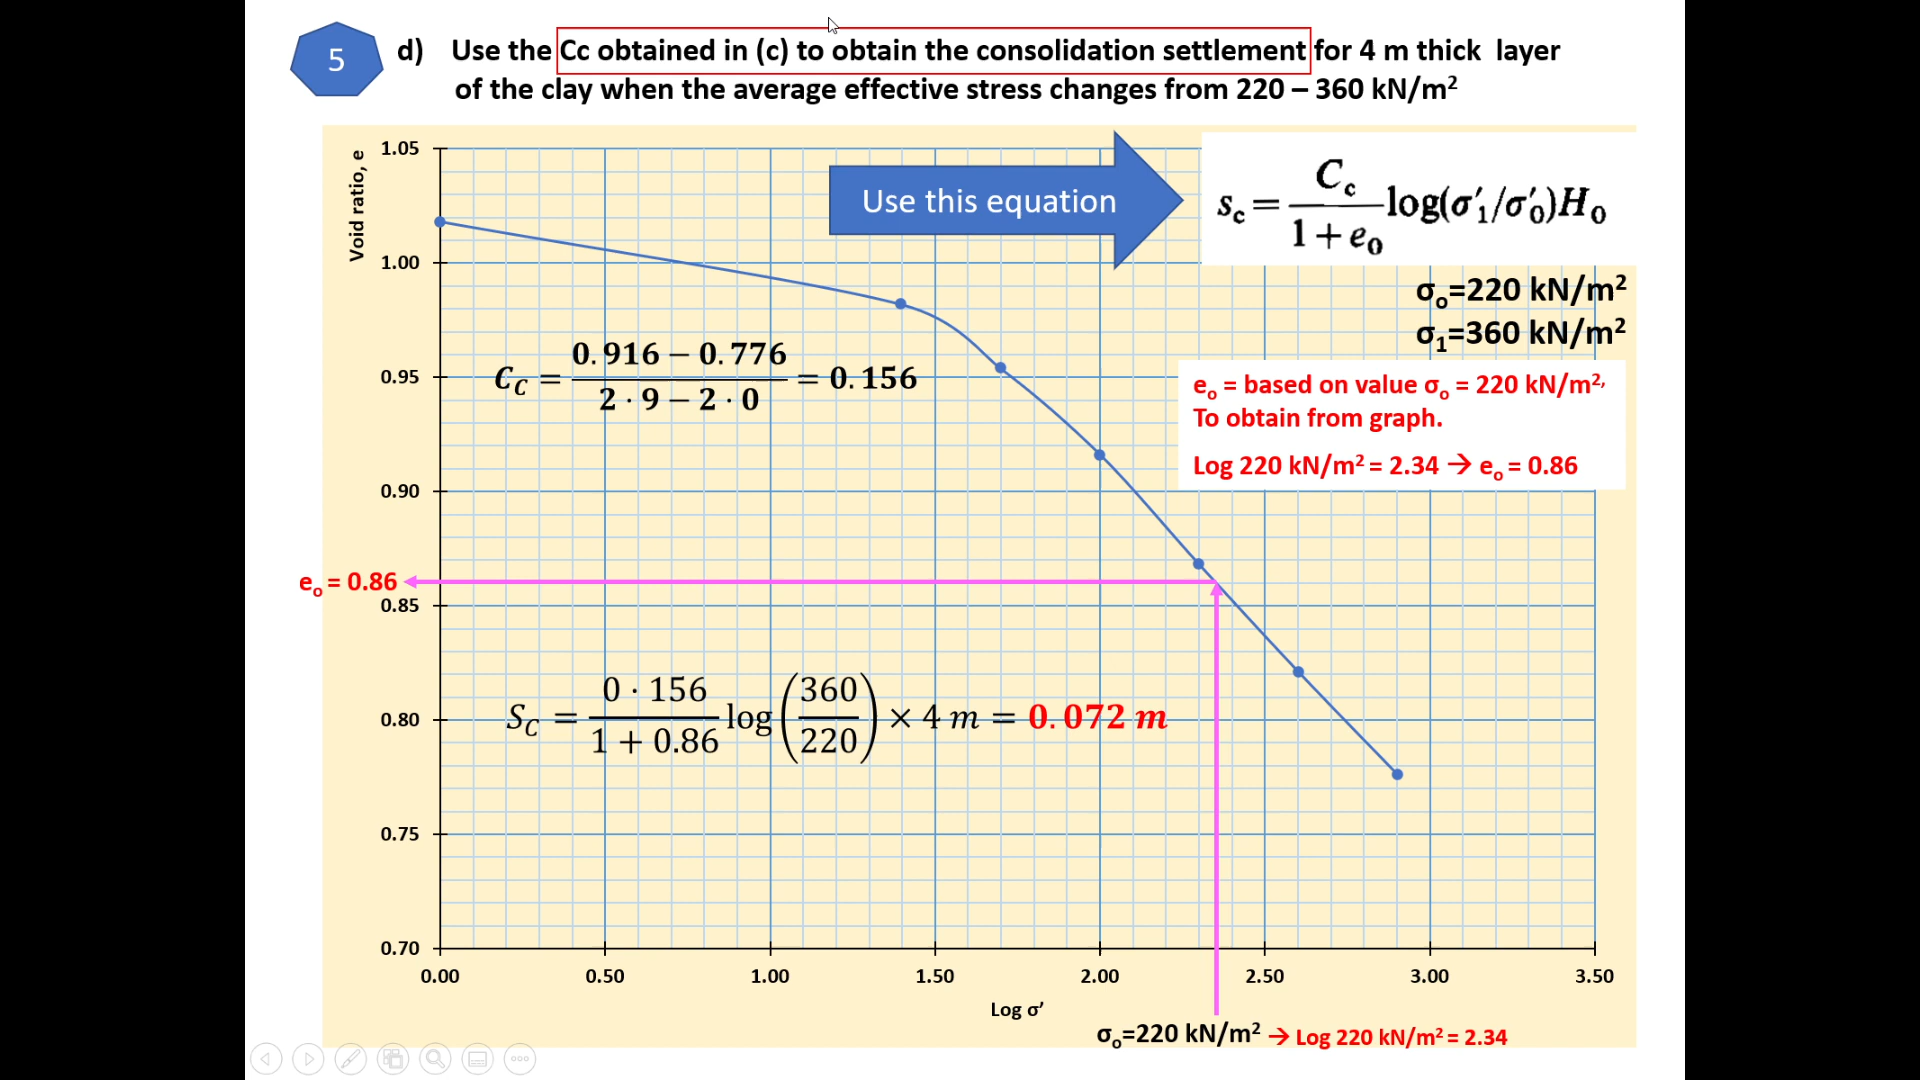 5
d) Use the Cc obtained in (c) to obtain the consolidation settlement for 4 m thick layer
of the clay when the average effective stress changes from 220 – 360 kN/m²
Void ratio, e
1.05
1.00
0.95
0.90
0.85
0.80
0.75
0.70
Use this equation
s_c = C_c / (1 + e_0) log(σ′_1/σ′_0)H_0
σ_o=220 kN/m²
σ_1=360 kN/m²
C_C = (0.916 − 0.776) / (2 · 9 − 2 · 0) = 0.156
e_o = based on value σ_o = 220 kN/m²,
To obtain from graph.
Log 220 kN/m² = 2.34 → e_o = 0.86
e_o = 0.86
S_C = (0 · 156) / (1 + 0.86) log (360/220) × 4 m = 0.072 m
0.00 0.50 1.00 1.50 2.00 2.50 3.00 3.50
Log σ′
σ_o=220 kN/m² → Log 220 kN/m² = 2.34